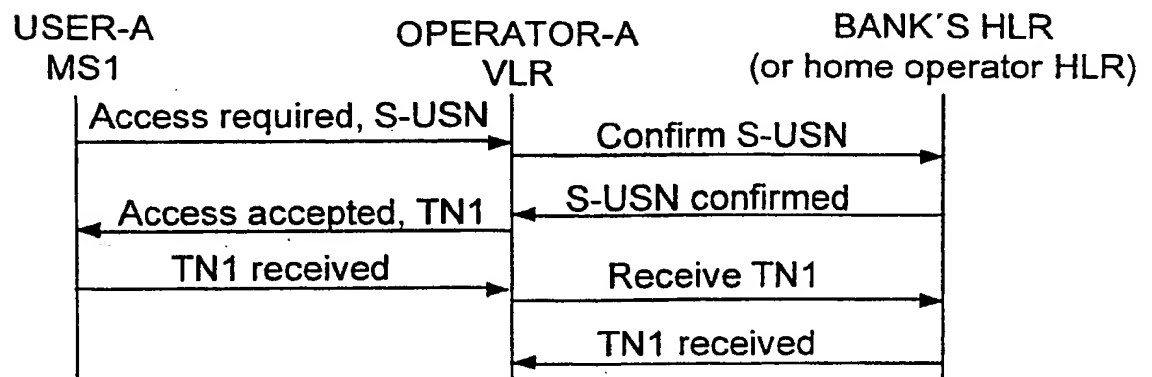 USER-A
MS1
OPERATOR-A
VLR
BANK´S HLR
(or home operator HLR)
Access required, S-USN
Confirm S-USN
S-USN confirmed
Access accepted, TN1
TN1 received
Receive TN1
TN1 received